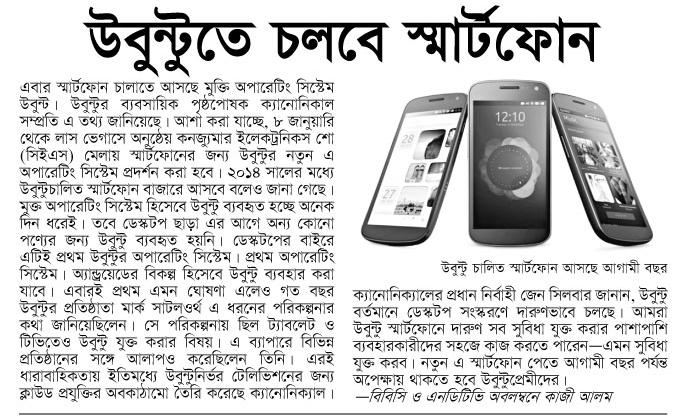 উবুন্টুতে চলবে স্মার্টফোন
এবার স্মার্টফোন চালাতে আসছে মুক্তি অপারেটিং সিস্টেম
উবুন্ট। উবুন্টুর ব্যবসায়িক পৃষ্ঠপোষক ক্যানোনিকাল
সম্প্রতি এ তথ্য জানিয়েছে। আশা করা যাচ্ছে, ৮ জানুয়ারি
থেকে লাস ভেগাসে অনুষ্ঠেয় কনজ্যুমার ইলেকট্রনিকস শো
(সিইএস) মেলায় স্মার্টফোনের জন্য উবুন্টুর নতুন এ
অপারেটিং সিস্টেম প্রদর্শন করা হবে। ২০১৪ সালের মধ্যে
উবুন্টুচালিত স্মার্টফোন বাজারে আসবে বলেও জানা গেছে।
মুক্ত অপারেটিং সিস্টেম হিসেবে উবুন্টু ব্যবহৃত হচ্ছে অনেক
দিন ধরেই। তবে ডেস্কটপ ছাড়া এর আগে অন্য কোনো
পণ্যের জন্য উবুন্টু ব্যবহৃত হয়নি। ডেস্কটপের বাইরে
এটিই প্রথম উবুন্টুর অপারেটিং সিস্টেম। প্রথম অপারেটিং
সিস্টেম। অ্যান্ড্রয়েডের বিকল্প হিসেবে উবুন্টু ব্যবহার করা
যাবে। এবারই প্রথম এমন ঘোষণা এলেও গত বছর
উবুন্টুর প্রতিষ্ঠাতা মার্ক সাটলওর্থ এ ধরনের পরিকল্পনার
কথা জানিয়েছিলেন। সে পরিকল্পনায় ছিল ট্যাবলেট ও
টিভিতেও উবুন্টু যুক্ত করার বিষয়। এ ব্যাপারে বিভিন্ন
প্রতিষ্ঠানের সঙ্গে আলাপও করেছিলেন তিনি। এরই
ধারাবাহিকতায় ইতিমধ্যে উবুন্টুনির্ভর টেলিভিশনের জন্য
ক্লাউড প্রযুক্তির অবকাঠামো তৈরি করেছে ক্যানোনিক্যাল।
28
27
12:10
উবুন্টু চালিত স্মার্টফোন আসছে আগামী বছর
ক্যানোনিক্যালের প্রধান নির্বাহী জেন সিলবার জানান, উবুন্টু
বর্তমানে ডেস্কটপ সংস্করণে দারুণভাবে চলছে। আমরা
উবুন্টু স্মার্টফোনে দারুণ সব সুবিধা যুক্ত করার পাশাপাশি
ব্যবহারকারীদের সহজে কাজ করতে পারেন—এমন সুবিধা
যুক্ত করব। নতুন এ স্মার্টফোন পেতে আগামী বছর পর্যন্ত
অপেক্ষায় থাকতে হবে উবুন্টুপ্রেমীদের।
—বিবিসি ও এনডিটিভি অবলম্বনে কাজী আলম